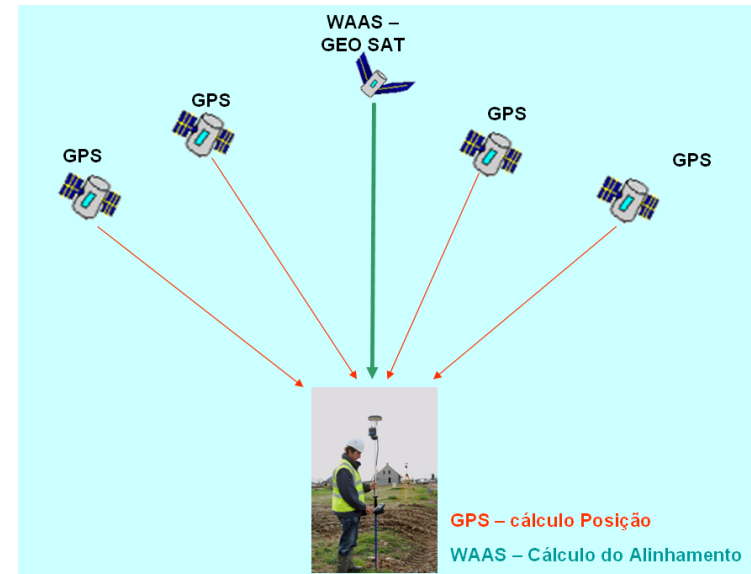 WAAS –
GEO SAT
GPS
GPS
GPS
GPS
GPS – cálculo Posição
WAAS – Cálculo do Alinhamento